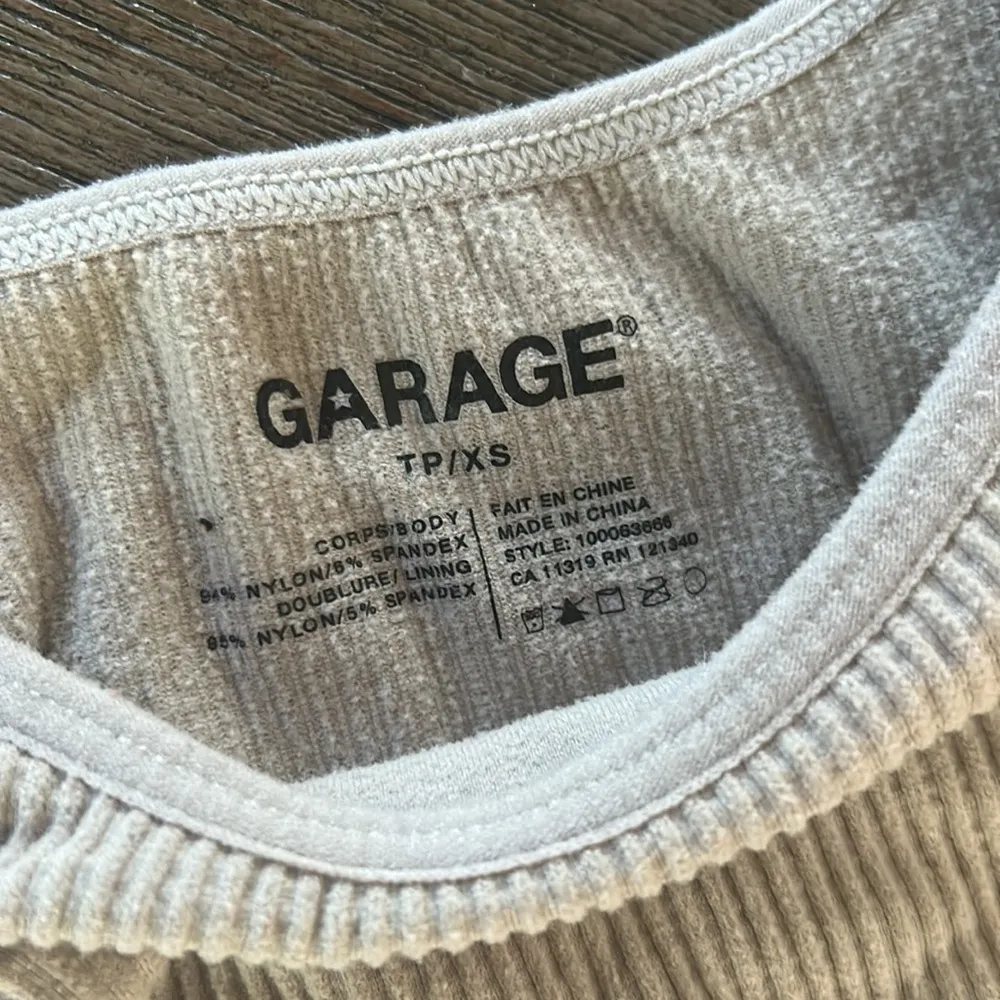 GARAGE®
TP/XS
CORPS/BODY
94% NYLON/6% SPANDEX
DOUBLURE/ LINING
95% NYLON/5% SPANDEX
FAIT EN CHINE
MADE IN CHINA
STYLE: 100063666
CA 11319 RN 121340